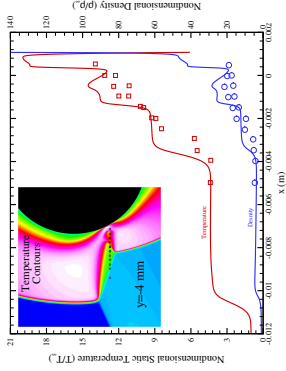 Nondimensional Density (ρ/ρ_∞)
140 120 100 80 60 40 20 0
0.002
0
-0.002
-0.004
-0.006
-0.008
-0.01
-0.012
x (m)
Temperature
Density
Temperature
Contours
y=-4 mm
21 18 15 12 9 6 3 0
Nondimensional Static Temperature (T/T_∞)